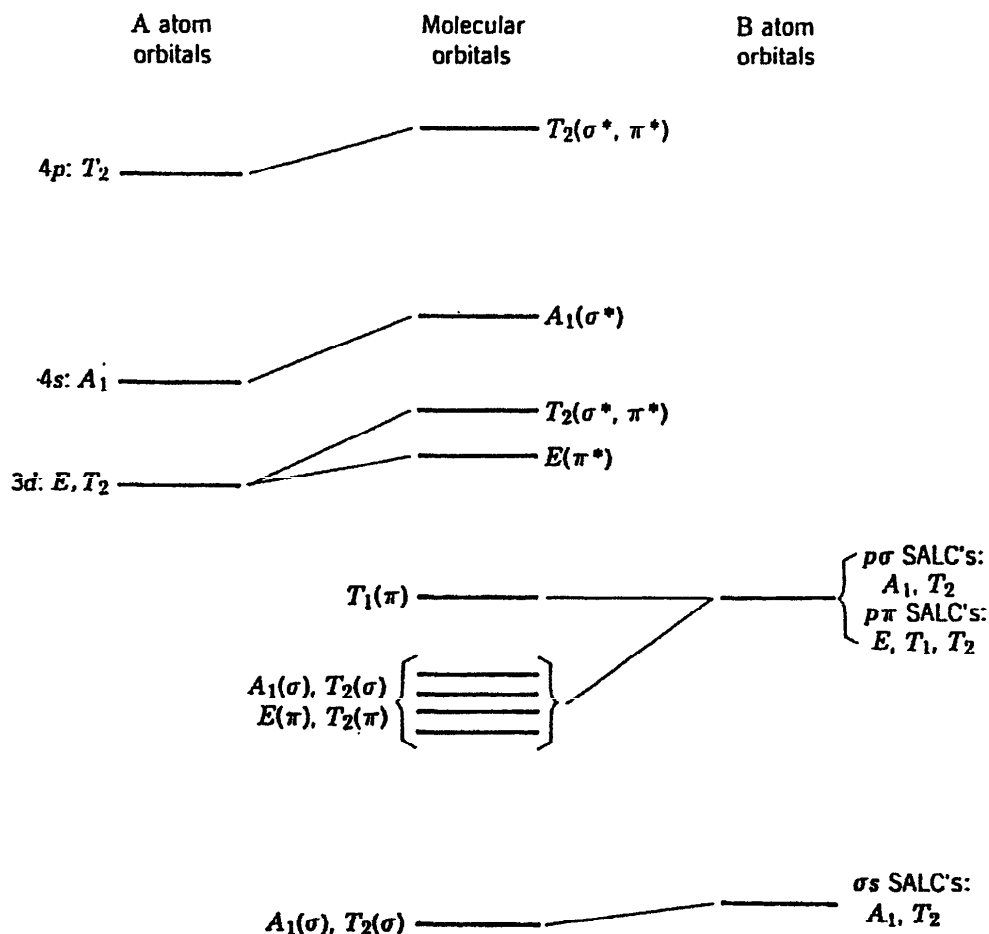 A atom
orbitals
Molecular
orbitals
B atom
orbitals
T₂(σ*, π*)
4p: T₂
A₁(σ*)
4s: A₁
T₂(σ*, π*)
E(π*)
3d: E, T₂
pσ SALC's:
A₁, T₂
pπ SALC's:
E, T₁, T₂
T₁(π)
A₁(σ), T₂(σ)
E(π), T₂(π)
σs SALC's:
A₁, T₂
A₁(σ), T₂(σ)